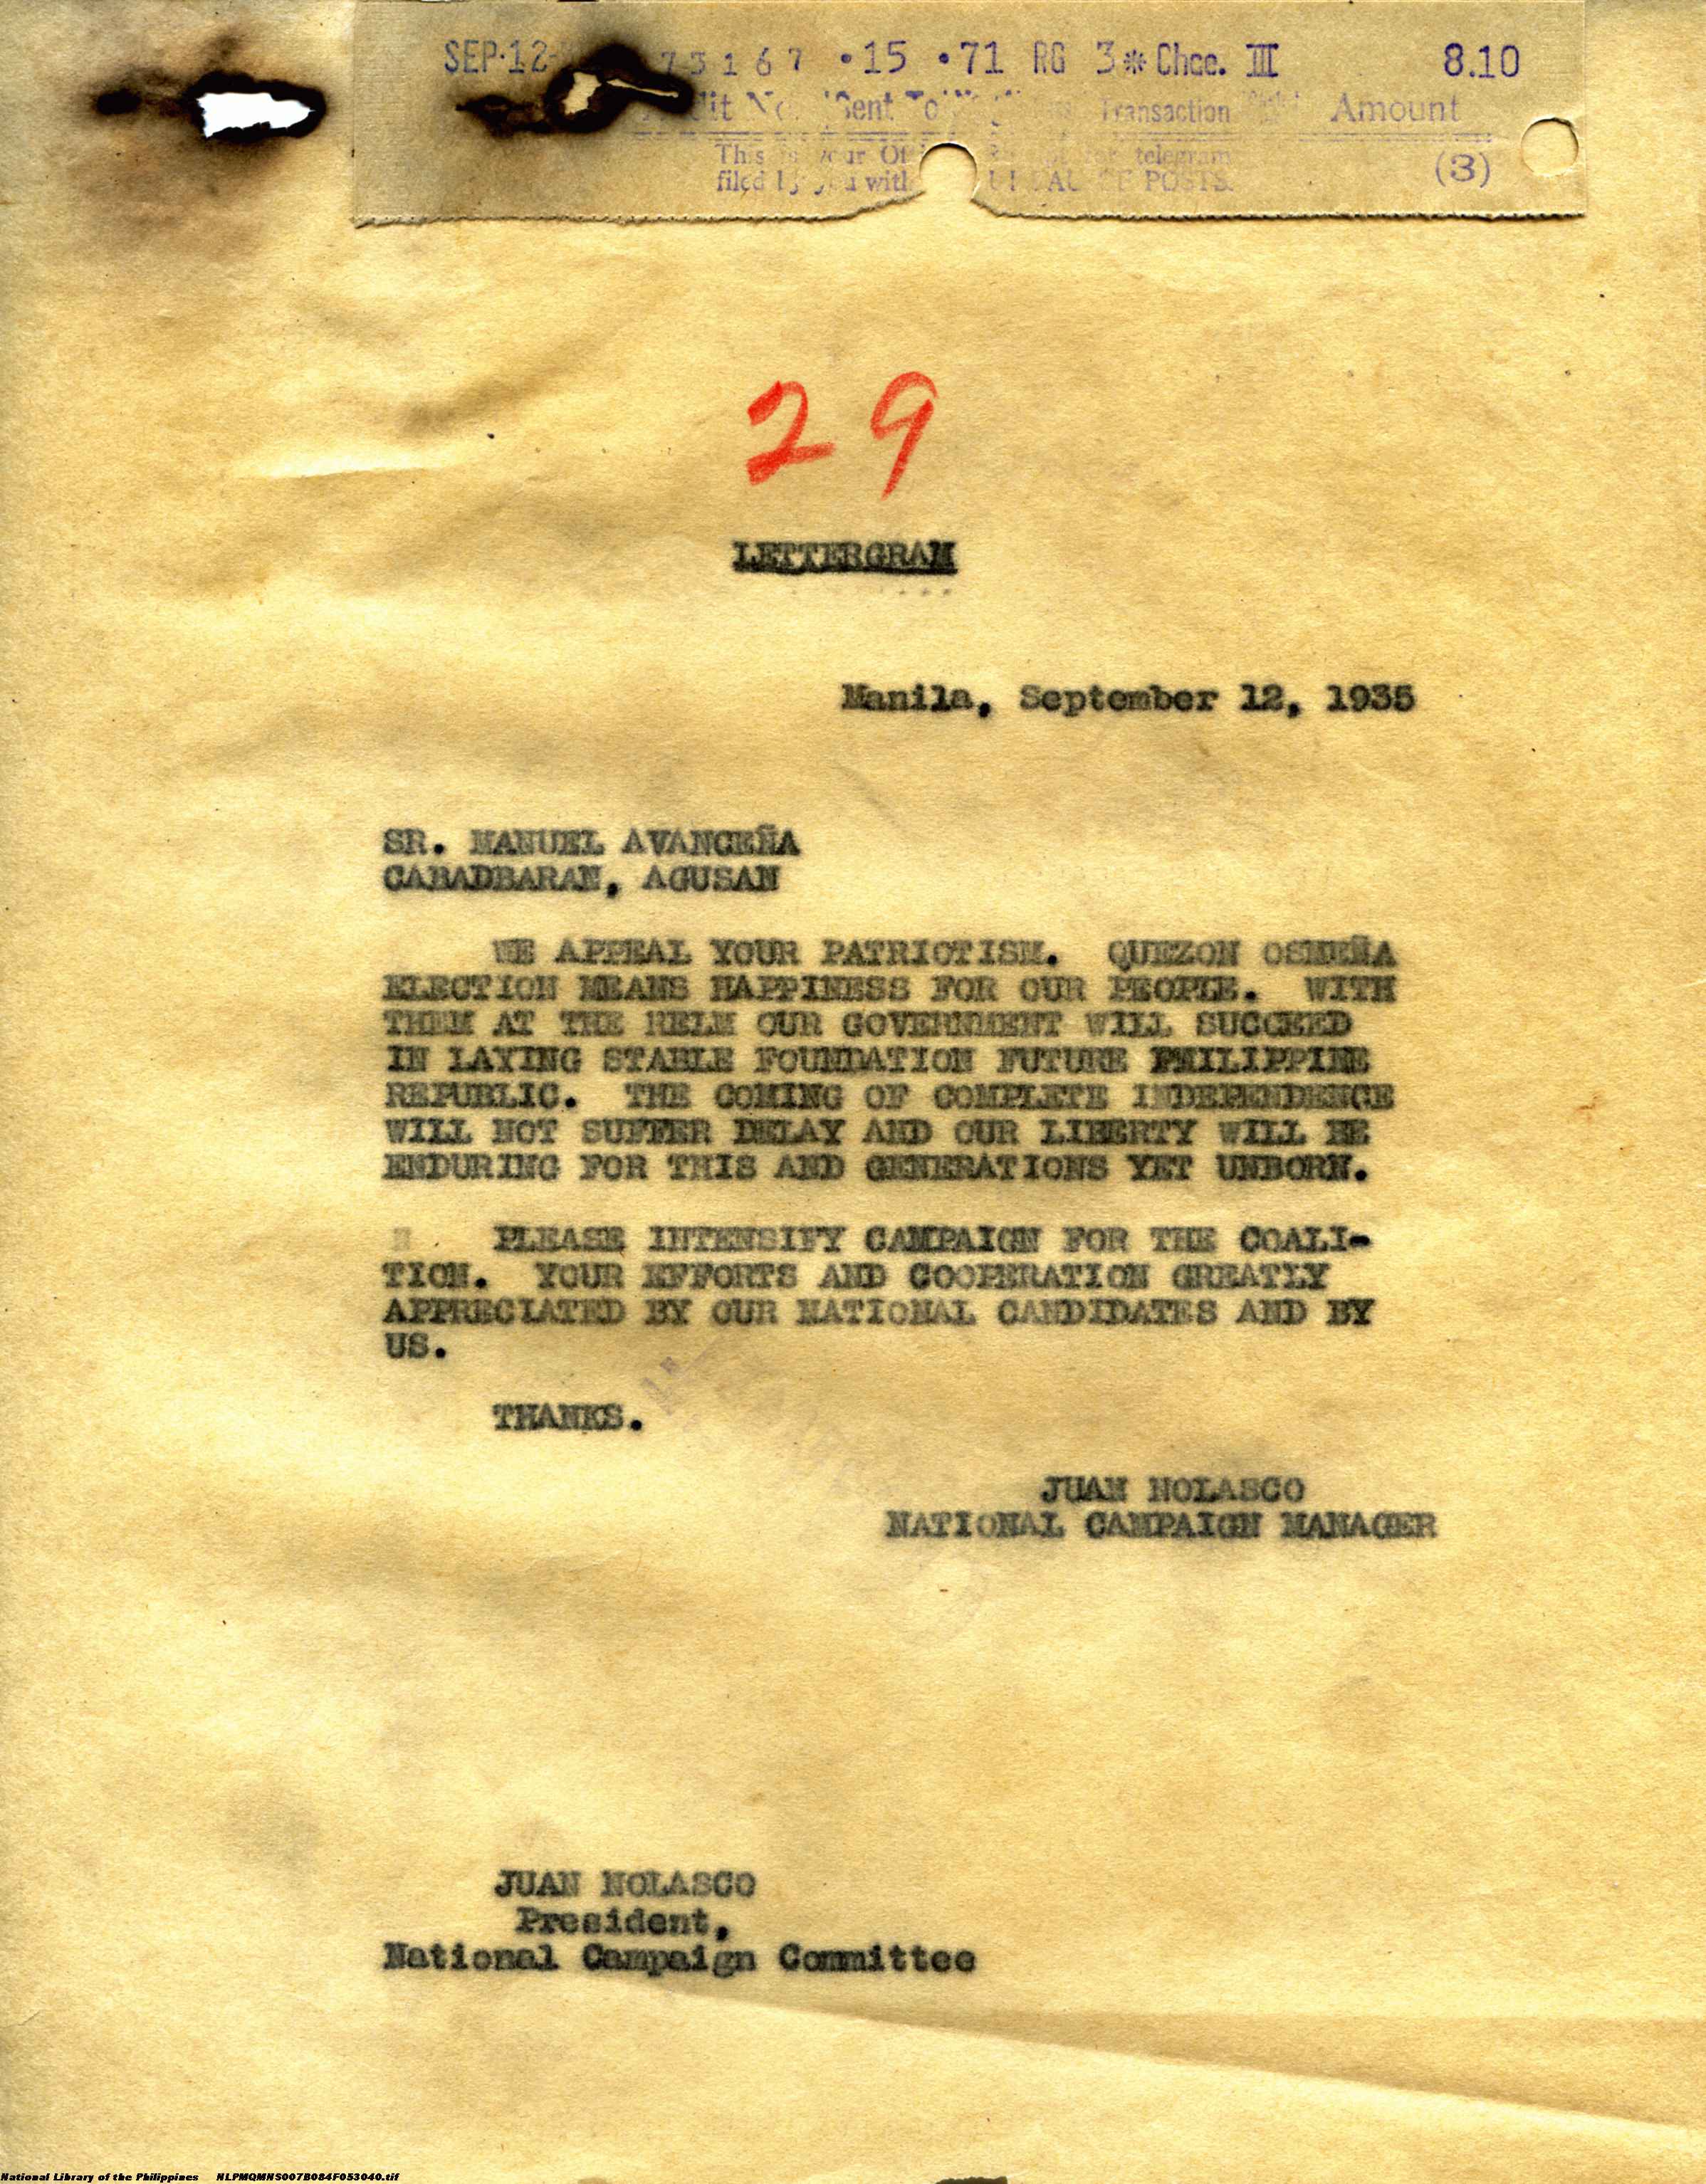 SEP·12- 73167 •15 •71 RG 3* Chce. III 8.10
Sent To Transaction Amount
This telegram (3)
filed with POSTS.
29
LETTERGRAM
Manila, September 12, 1935
SR. MANUEL AVANCEÑA
CABADBARAN, AGUSAN
WE APPEAL YOUR PATRIOTISM. QUEZON OSMEÑA
ELECTION MEANS HAPPINESS FOR OUR PEOPLE. WITH
THEM AT THE HELM OUR GOVERNMENT WILL SUCCEED
IN LAYING STABLE FOUNDATION FUTURE PHILIPPINE
REPUBLIC. THE COMING OF COMPLETE INDEPENDENCE
WILL NOT SUFFER DELAY AND OUR LIBERTY WILL BE
ENDURING FOR THIS AND GENERATIONS YET UNBORN.
PLEASE INTENSIFY CAMPAIGN FOR THE COALI-
TION. YOUR EFFORTS AND COOPERATION GREATLY
APPRECIATED BY OUR NATIONAL CANDIDATES AND BY
US.
THANKS.
JUAN NOLASCO
NATIONAL CAMPAIGN MANAGER
JUAN NOLASCO
President,
National Campaign Committee
National Library of the Philippines NLPMQMNS007B084F053040.tif